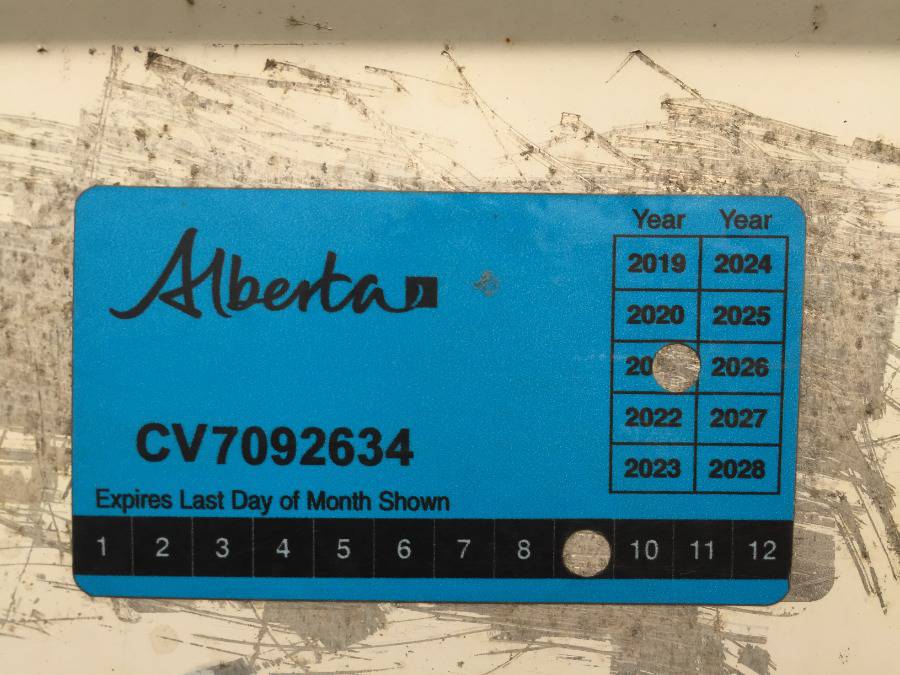 Alberta
Year Year
2019 2024
2020 2025
20 2026
2022 2027
2023 2028
CV7092634
Expires Last Day of Month Shown
1 2 3 4 5 6 7 8 10 11 12